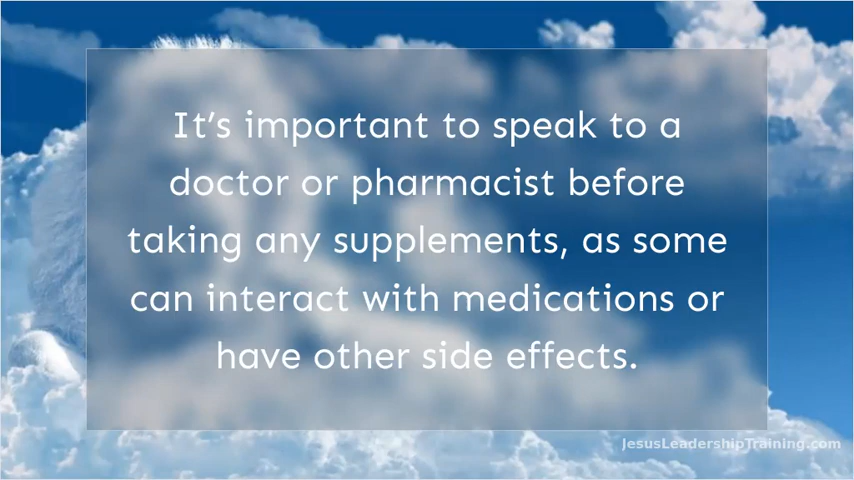 It’s important to speak to a
doctor or pharmacist before
taking any supplements, as some
can interact with medications or
have other side effects.
JesusLeadershipTraining.com